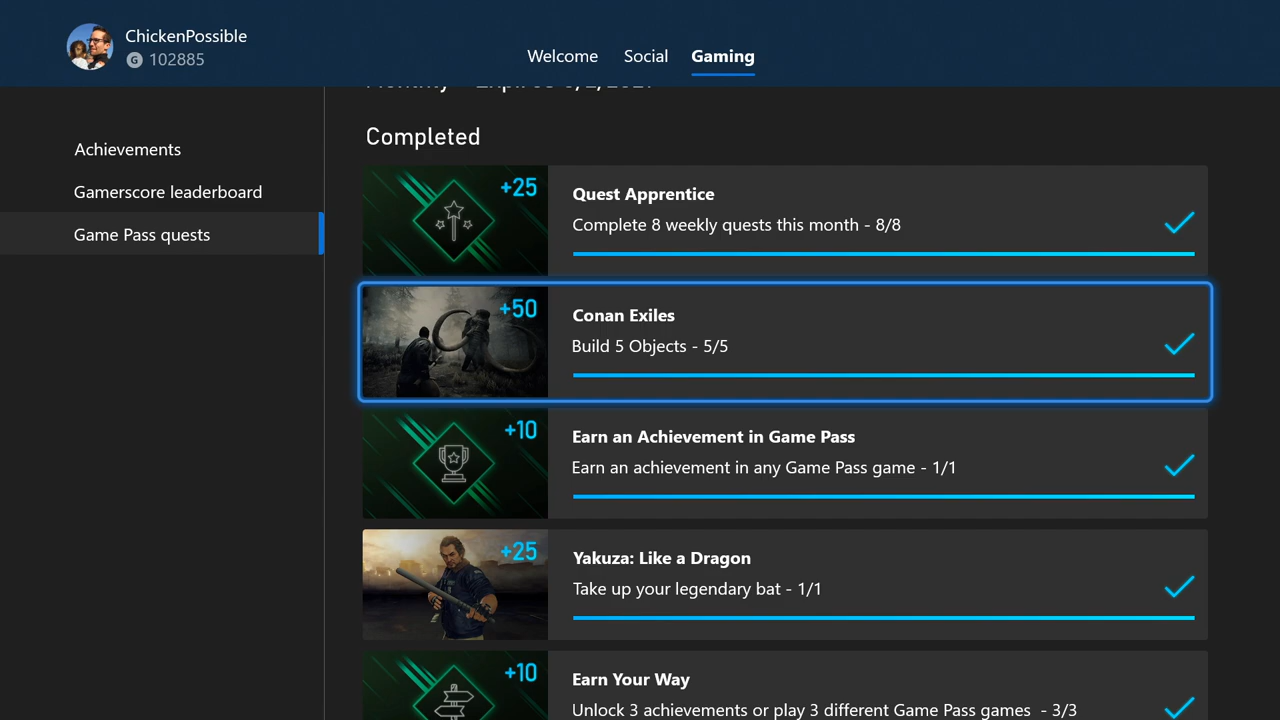 ChickenPossible
G 102885
Welcome Social Gaming
Achievements
Gamerscore leaderboard
Game Pass quests
Completed
+25
Quest Apprentice
Complete 8 weekly quests this month - 8/8
+50
Conan Exiles
Build 5 Objects - 5/5
+10
Earn an Achievement in Game Pass
Earn an achievement in any Game Pass game - 1/1
+25
Yakuza: Like a Dragon
Take up your legendary bat - 1/1
+10
Earn Your Way
Unlock 3 achievements or play 3 different Game Pass games - 3/3